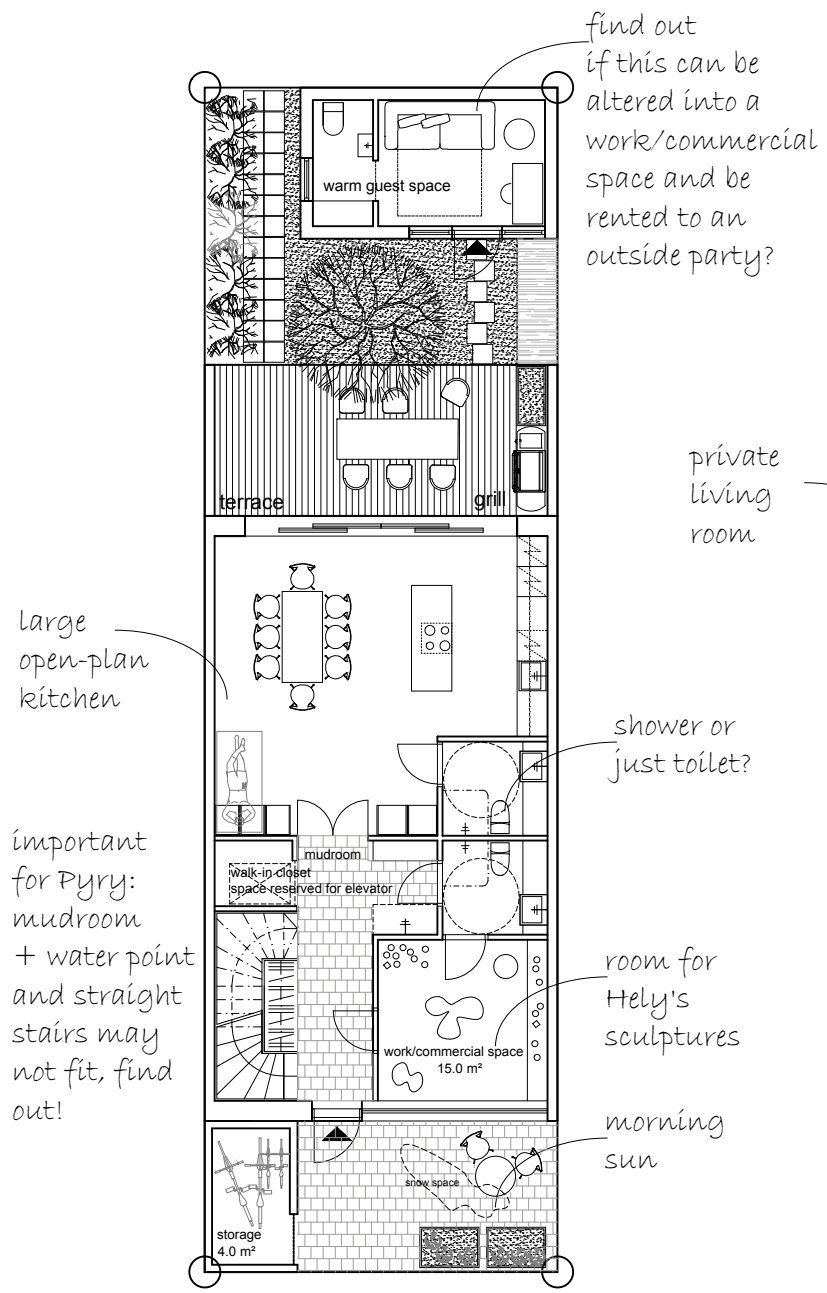 find out
if this can be
altered into a
work/commercial
space and be
rented to an
outside party?
warm guest space
private
living
room
terrace
grill
large
open-plan
kitchen
shower or
just toilet?
important
for Pyry:
mudroom
+ water point
and straight
stairs may
not fit, find
out!
mudroom
walk-in closet
space reserved for elevator
room for
Hely's
sculptures
work/commercial space
15.0 m²
morning
sun
snow space
storage
4.0 m²